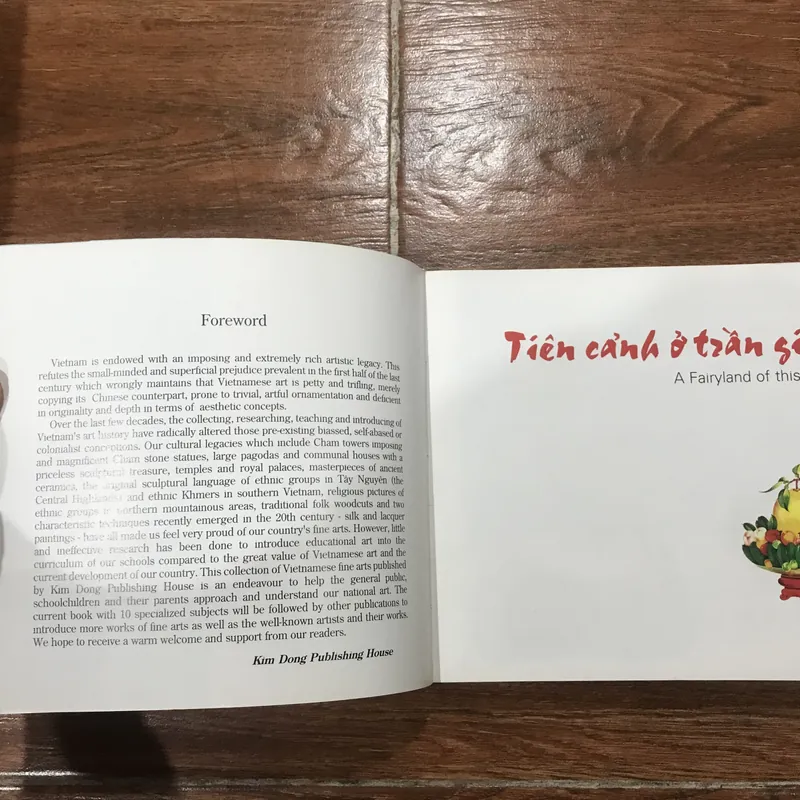 Foreword
Vietnam is endowed with an imposing and extremely rich artistic legacy. This
refutes the small-minded and superficial prejudice prevalent in the first half of the last
century which wrongly maintains that Vietnamese art is petty and trifling, merely
copying its Chinese counterpart, prone to trivial, artful ornamentation and deficient
in originality and depth in terms of aesthetic concepts.
Over the last few decades, the collecting, researching, teaching and introducing of
Vietnam's art history have radically altered those pre-existing biassed, self-abased or
colonialist conceptions. Our cultural legacies which include Cham towers imposing
and magnificent Cham stone statues, large pagodas and communal houses with a
priceless sculptural treasure, temples and royal palaces, masterpieces of ancient
ceramics, the original sculptural language of ethnic groups in Tây Nguyên (the
Central Highlands) and ethnic Khmers in southern Vietnam, religious pictures of
ethnic groups in northern mountainous areas, traditional folk woodcuts and two
characteristic techniques recently emerged in the 20th century - silk and lacquer
paintings - have all made us feel very proud of our country's fine arts. However, little
and ineffective research has been done to introduce educational art into the
curriculum of our schools compared to the great value of Vietnamese art and the
current development of our country. This collection of Vietnamese fine arts published
by Kim Dong Publishing House is an endeavour to help the general public,
schoolchildren and their parents approach and understand our national art. The
current book with 10 specialized subjects will be followed by other publications to
introduce more works of fine arts as well as the well-known artists and their works.
We hope to receive a warm welcome and support from our readers.
Kim Dong Publishing House
Tiên cảnh ở trần
A Fairyland of this